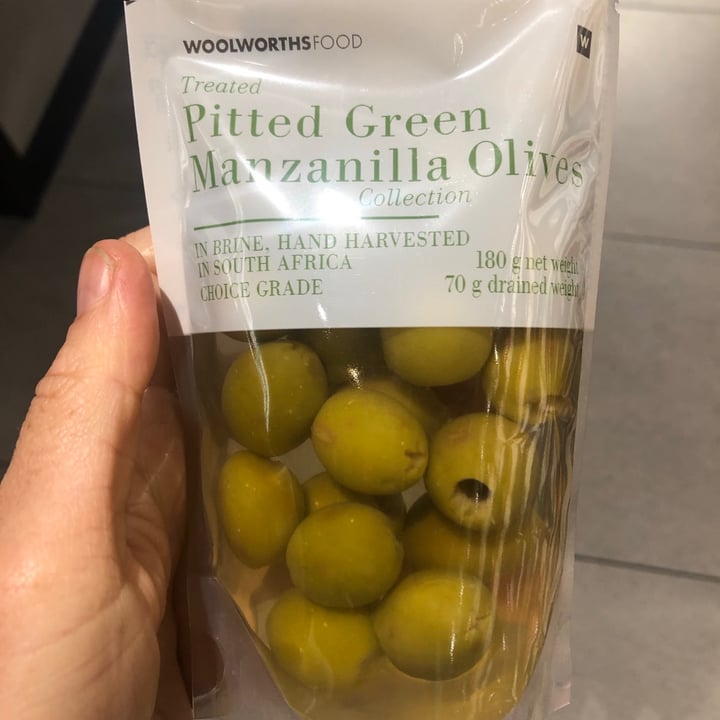 WOOLWORTHSFOOD
W
Treated
Pitted Green
Manzanilla Olives
Collection
IN BRINE, HAND HARVESTED
IN SOUTH AFRICA
CHOICE GRADE
180 g net weight
70 g drained weight